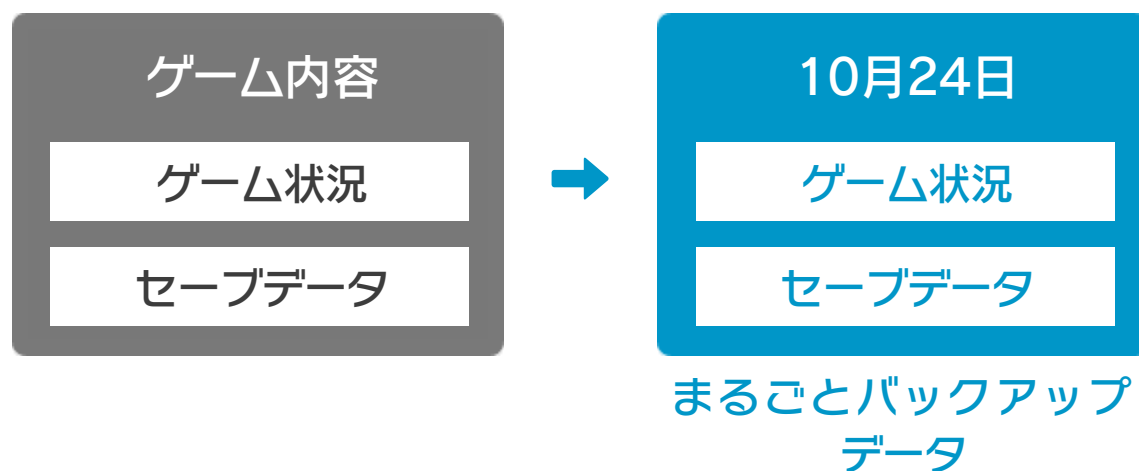 ゲーム内容
ゲーム状況
セーブデータ
10月24日
ゲーム状況
セーブデータ
まるごとバックアップ
データ